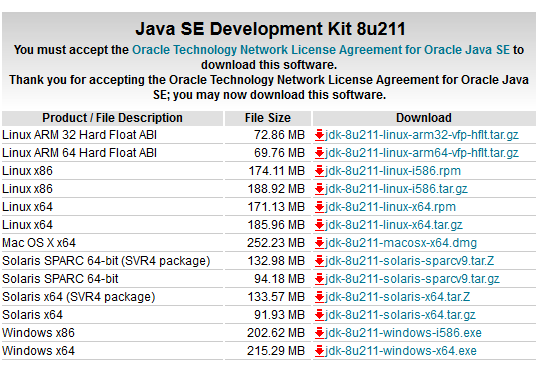 Java SE Development Kit 8u211
You must accept the Oracle Technology Network License Agreement for Oracle Java SE to
download this software.
Thank you for accepting the Oracle Technology Network License Agreement for Oracle Java
SE; you may now download this software.
Product / File Description File Size Download
Linux ARM 32 Hard Float ABI 72.86 MB jdk-8u211-linux-arm32-vfp-hflt.tar.gz
Linux ARM 64 Hard Float ABI 69.76 MB jdk-8u211-linux-arm64-vfp-hflt.tar.gz
Linux x86 174.11 MB jdk-8u211-linux-i586.rpm
Linux x86 188.92 MB jdk-8u211-linux-i586.tar.gz
Linux x64 171.13 MB jdk-8u211-linux-x64.rpm
Linux x64 185.96 MB jdk-8u211-linux-x64.tar.gz
Mac OS X x64 252.23 MB jdk-8u211-macosx-x64.dmg
Solaris SPARC 64-bit (SVR4 package) 132.98 MB jdk-8u211-solaris-sparcv9.tar.Z
Solaris SPARC 64-bit 94.18 MB jdk-8u211-solaris-sparcv9.tar.gz
Solaris x64 (SVR4 package) 133.57 MB jdk-8u211-solaris-x64.tar.Z
Solaris x64 91.93 MB jdk-8u211-solaris-x64.tar.gz
Windows x86 202.62 MB jdk-8u211-windows-i586.exe
Windows x64 215.29 MB jdk-8u211-windows-x64.exe